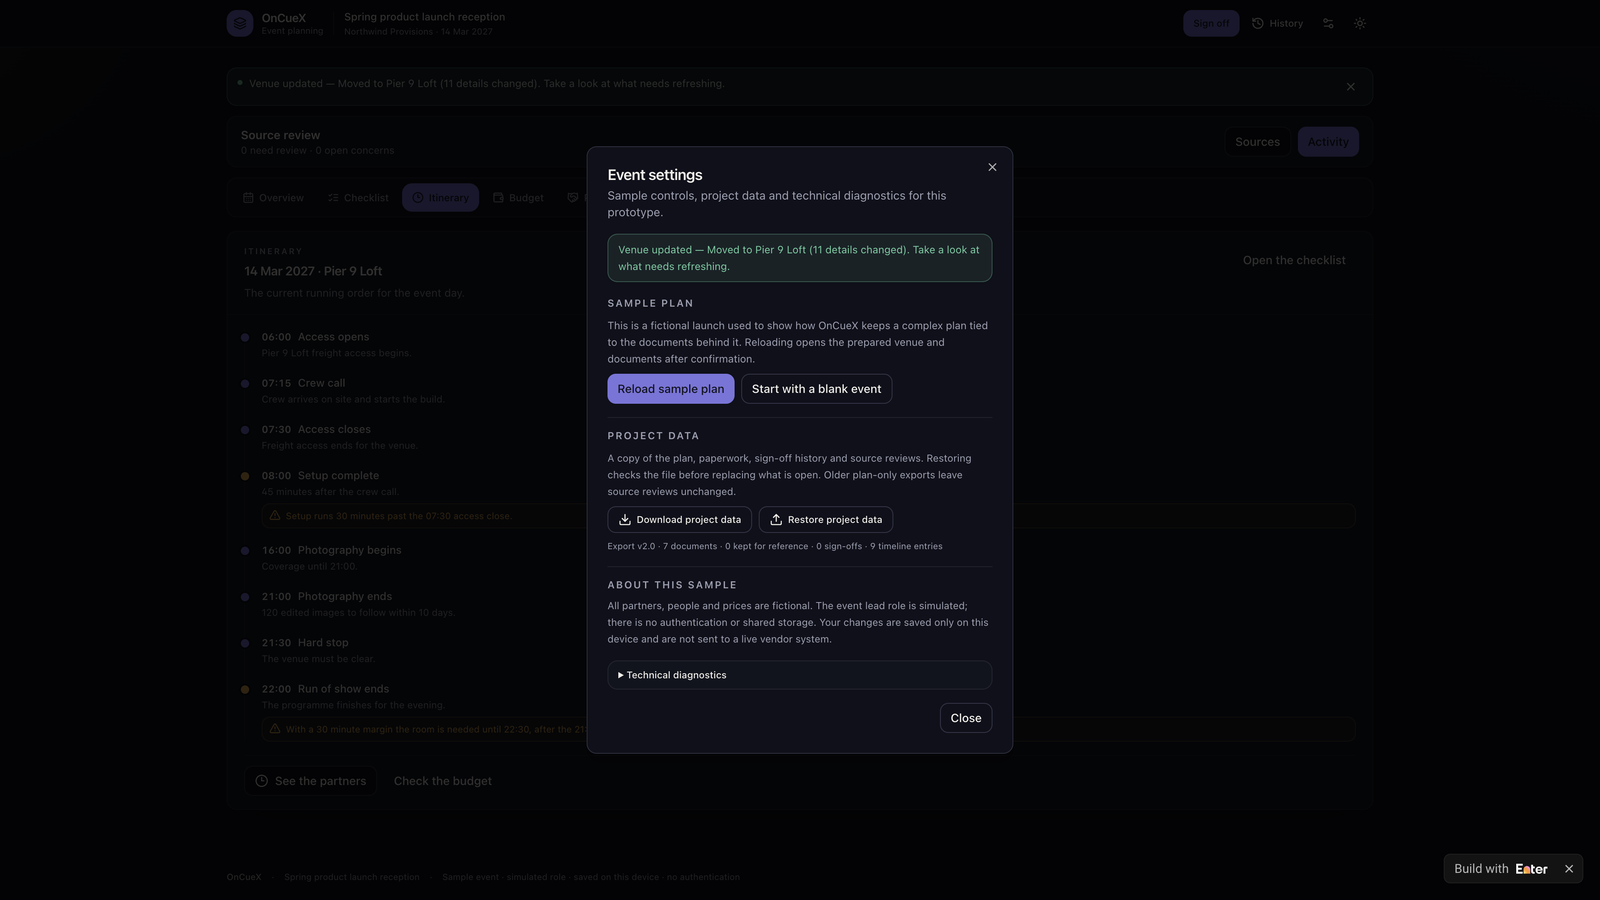 OnCueX
Event planning
Spring product launch reception
Northwind Provisions · 14 Mar 2027
Sign off
History
Venue updated — Moved to Pier 9 Loft (11 details changed). Take a look at what needs refreshing.
Source review
0 need review · 0 open concerns
Sources
Activity
Overview
Checklist
Itinerary
Budget
ITINERARY
14 Mar 2027 · Pier 9 Loft
The current running order for the event day.
Open the checklist
06:00 Access opens
Pier 9 Loft freight access begins.
07:15 Crew call
Crew arrives on site and starts the build.
07:30 Access closes
Freight access ends for the venue.
08:00 Setup complete
45 minutes after the crew call.
Setup runs 30 minutes past the 07:30 access close.
16:00 Photography begins
Coverage until 21:00.
21:00 Photography ends
120 edited images to follow within 10 days.
21:30 Hard stop
The venue must be clear.
22:00 Run of show ends
The programme finishes for the evening.
With a 30 minute margin the room is needed until 22:30, after the
See the partners
Check the budget
Event settings
Sample controls, project data and technical diagnostics for this
prototype.
Venue updated — Moved to Pier 9 Loft (11 details changed). Take a look at
what needs refreshing.
SAMPLE PLAN
This is a fictional launch used to show how OnCueX keeps a complex plan tied
to the documents behind it. Reloading opens the prepared venue and
documents after confirmation.
Reload sample plan
Start with a blank event
PROJECT DATA
A copy of the plan, paperwork, sign-off history and source reviews. Restoring
checks the file before replacing what is open. Older plan-only exports leave
source reviews unchanged.
Download project data
Restore project data
Export v2.0 · 7 documents · 0 kept for reference · 0 sign-offs · 9 timeline entries
ABOUT THIS SAMPLE
All partners, people and prices are fictional. The event lead role is simulated;
there is no authentication or shared storage. Your changes are saved only on this
device and are not sent to a live vendor system.
Technical diagnostics
Close
OnCueX · Spring product launch reception · Sample event · simulated role · saved on this device · no authentication
Build with Enter